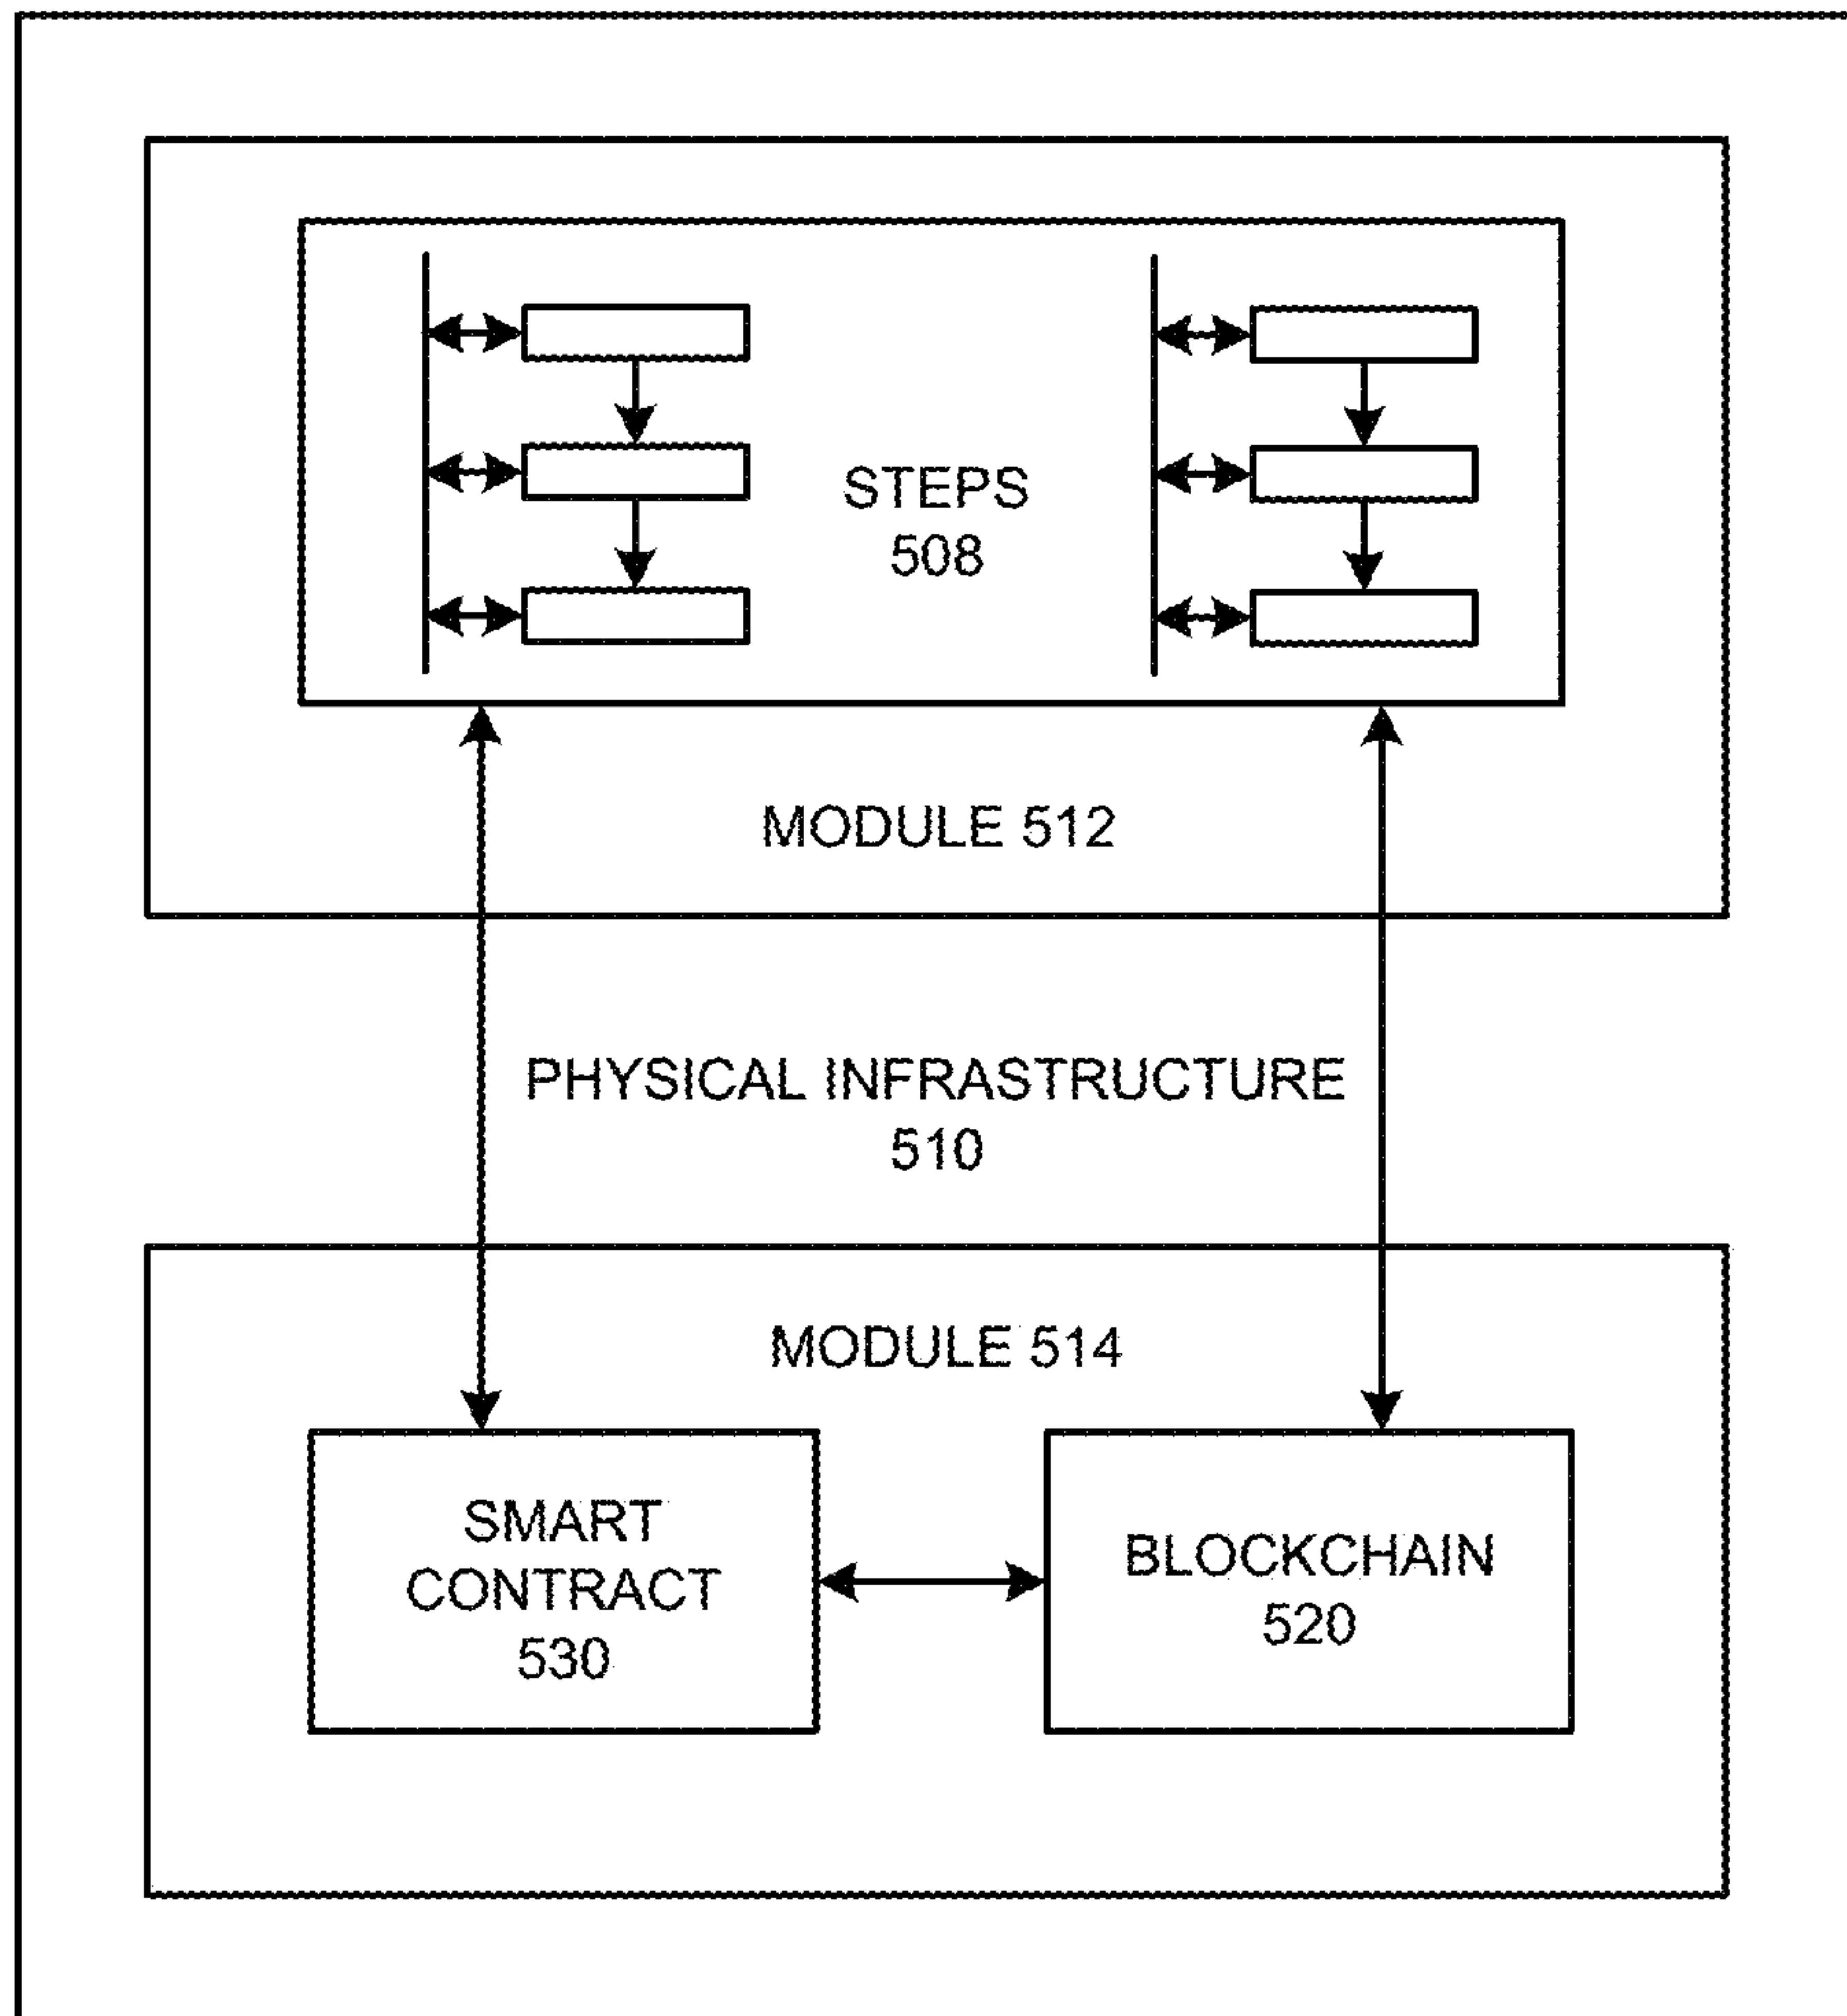 STEPS
508
MODULE 512
PHYSICAL INFRASTRUCTURE
510
MODULE 514
SMART
CONTRACT
530
BLOCKCHAIN
520